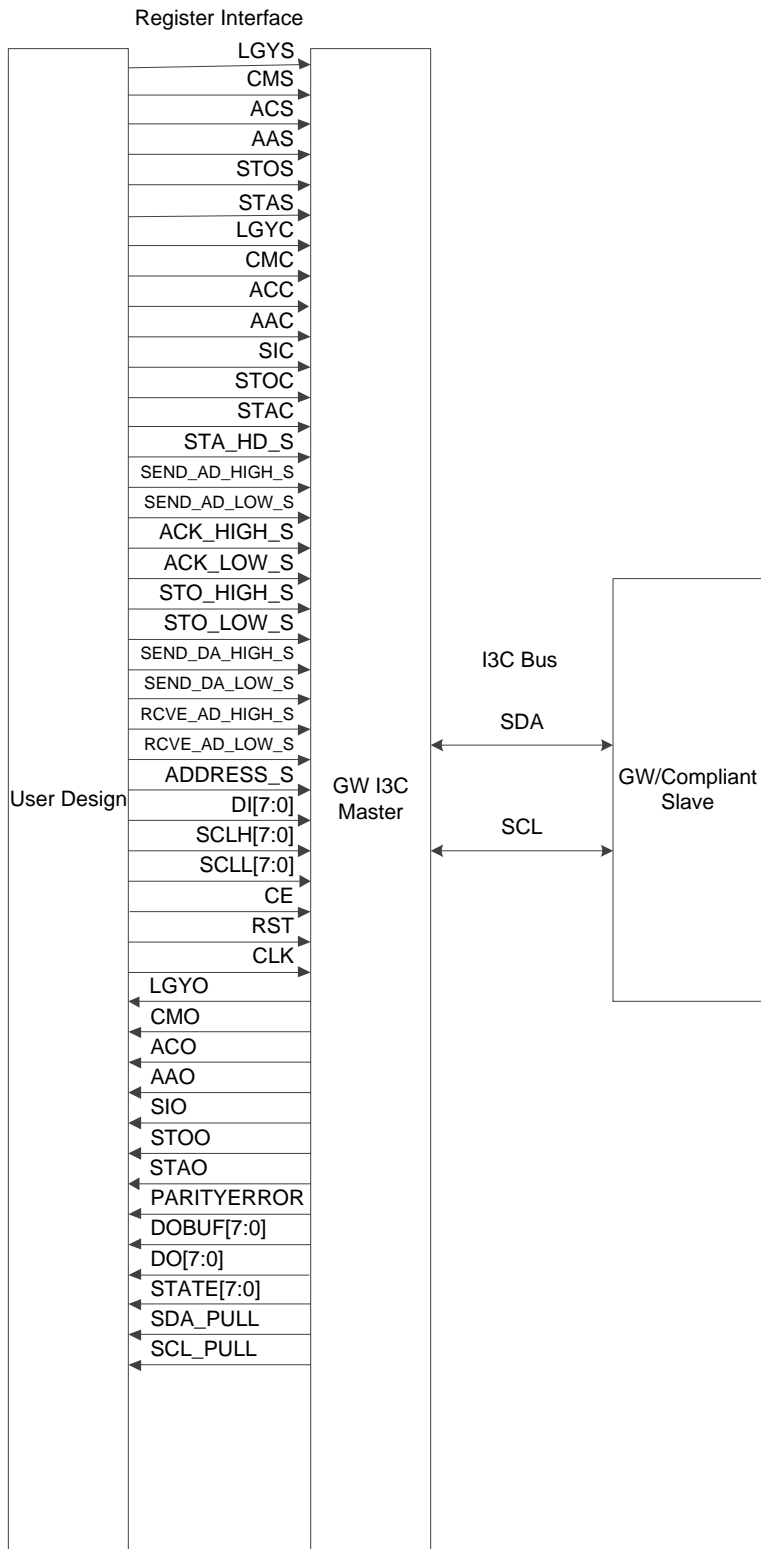 Register Interface
LGYS
CMS
ACS
AAS
STOS
STAS
LGYC
CMC
ACC
AAC
SIC
STOC
STAC
STA_HD_S
SEND_AD_HIGH_S
SEND_AD_LOW_S
ACK_HIGH_S
ACK_LOW_S
STO_HIGH_S
STO_LOW_S
SEND_DA_HIGH_S
SEND_DA_LOW_S
RCVE_AD_HIGH_S
RCVE_AD_LOW_S
ADDRESS_S
DI[7:0]
SCLH[7:0]
SCLL[7:0]
CE
RST
CLK
LGYO
CMO
ACO
AAO
SIO
STOO
STAO
PARITYERROR
DOBUF[7:0]
DO[7:0]
STATE[7:0]
SDA_PULL
SCL_PULL
User Design
GW I3C
Master
I3C Bus
SDA
SCL
GW/Compliant
Slave